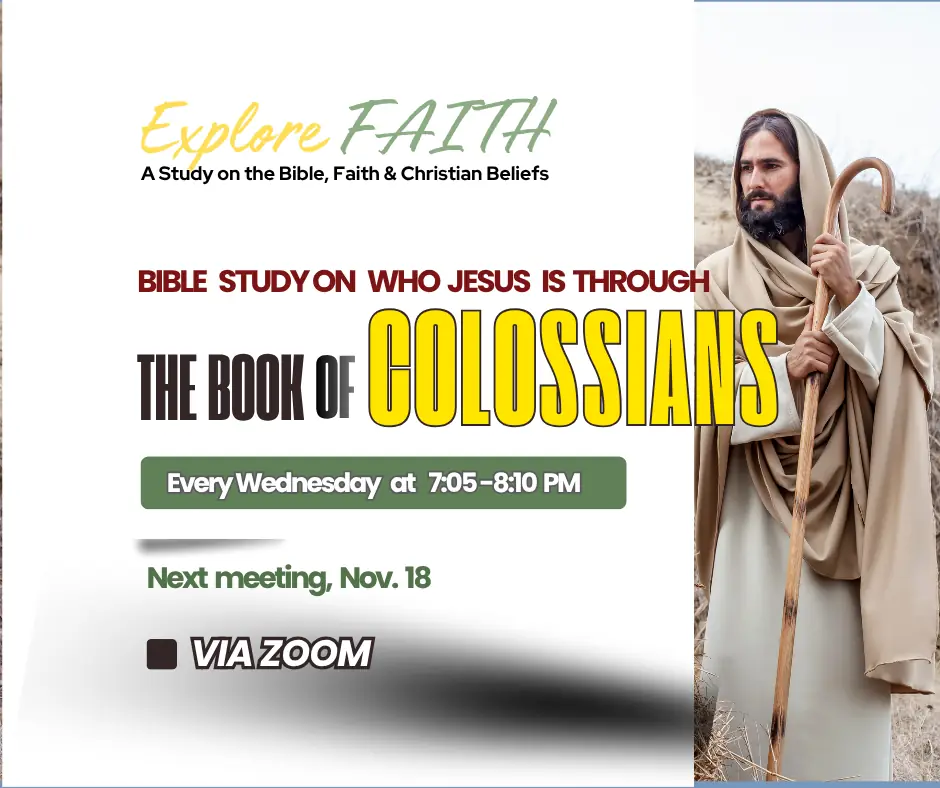 Explore FAITH
A Study on the Bible, Faith & Christian Beliefs
BIBLE STUDY ON WHO JESUS IS THROUGH
THE BOOK OF COLOSSIANS
Every Wednesday at 7:05-8:10 PM
Next meeting, Nov. 18
VIA ZOOM